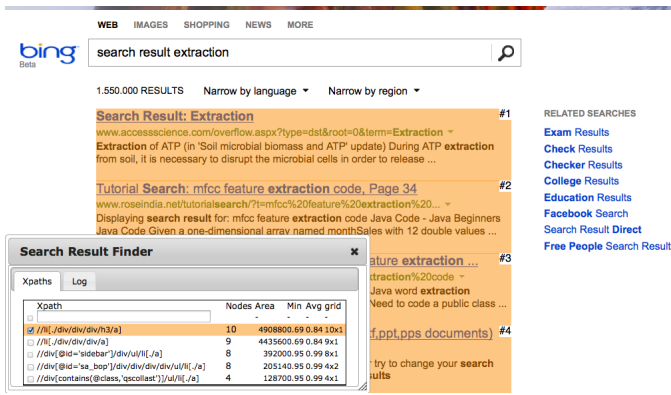 WEB IMAGES SHOPPING NEWS MORE
bing
Beta
search result extraction
1.550.000 RESULTS Narrow by language Narrow by region
Search Result: Extraction #1
www.accessscience.com/overflow.aspx?type=dst&root=0&term=Extraction
Extraction of ATP (in 'Soil microbial biomass and ATP' update) During ATP extraction
from soil, it is necessary to disrupt the microbial cells in order to release ...
Tutorial Search: mfcc feature extraction code, Page 34 #2
www.roseindia.net/tutorialsearch/?t=mfcc%20feature%20extraction%20...
Displaying search result for: mfcc feature extraction code Java Code - Java Beginners
Java Code Given a one-dimensional array named monthSales with 12 double values ...
ature extraction ... #3
traction%20code
Java word extraction
Need to code a public class ...
f,ppt,pps documents) #4
try to change your search
sults
RELATED SEARCHES
Exam Results
Check Results
Checker Results
College Results
Education Results
Facebook Search
Search Result Direct
Free People Search Result
Search Result Finder
Xpaths Log
Xpath Nodes Area Min Avg grid
- - - -
//li[./div/div/div/h3/a] 10 4908800.69 0.84 10x1
//li[./div/div/a] 9 4435600.69 0.84 9x1
//div[@id='sidebar']/div/ul/li[./a] 8 392000.95 0.99 8x1
//div[@id='sa_bop']/div/div/div/div/ul/li[./a] 8 205140.95 0.99 4x2
//div[contains(@class,'qscollast')]/ul/li[./a] 4 128700.95 0.99 4x1